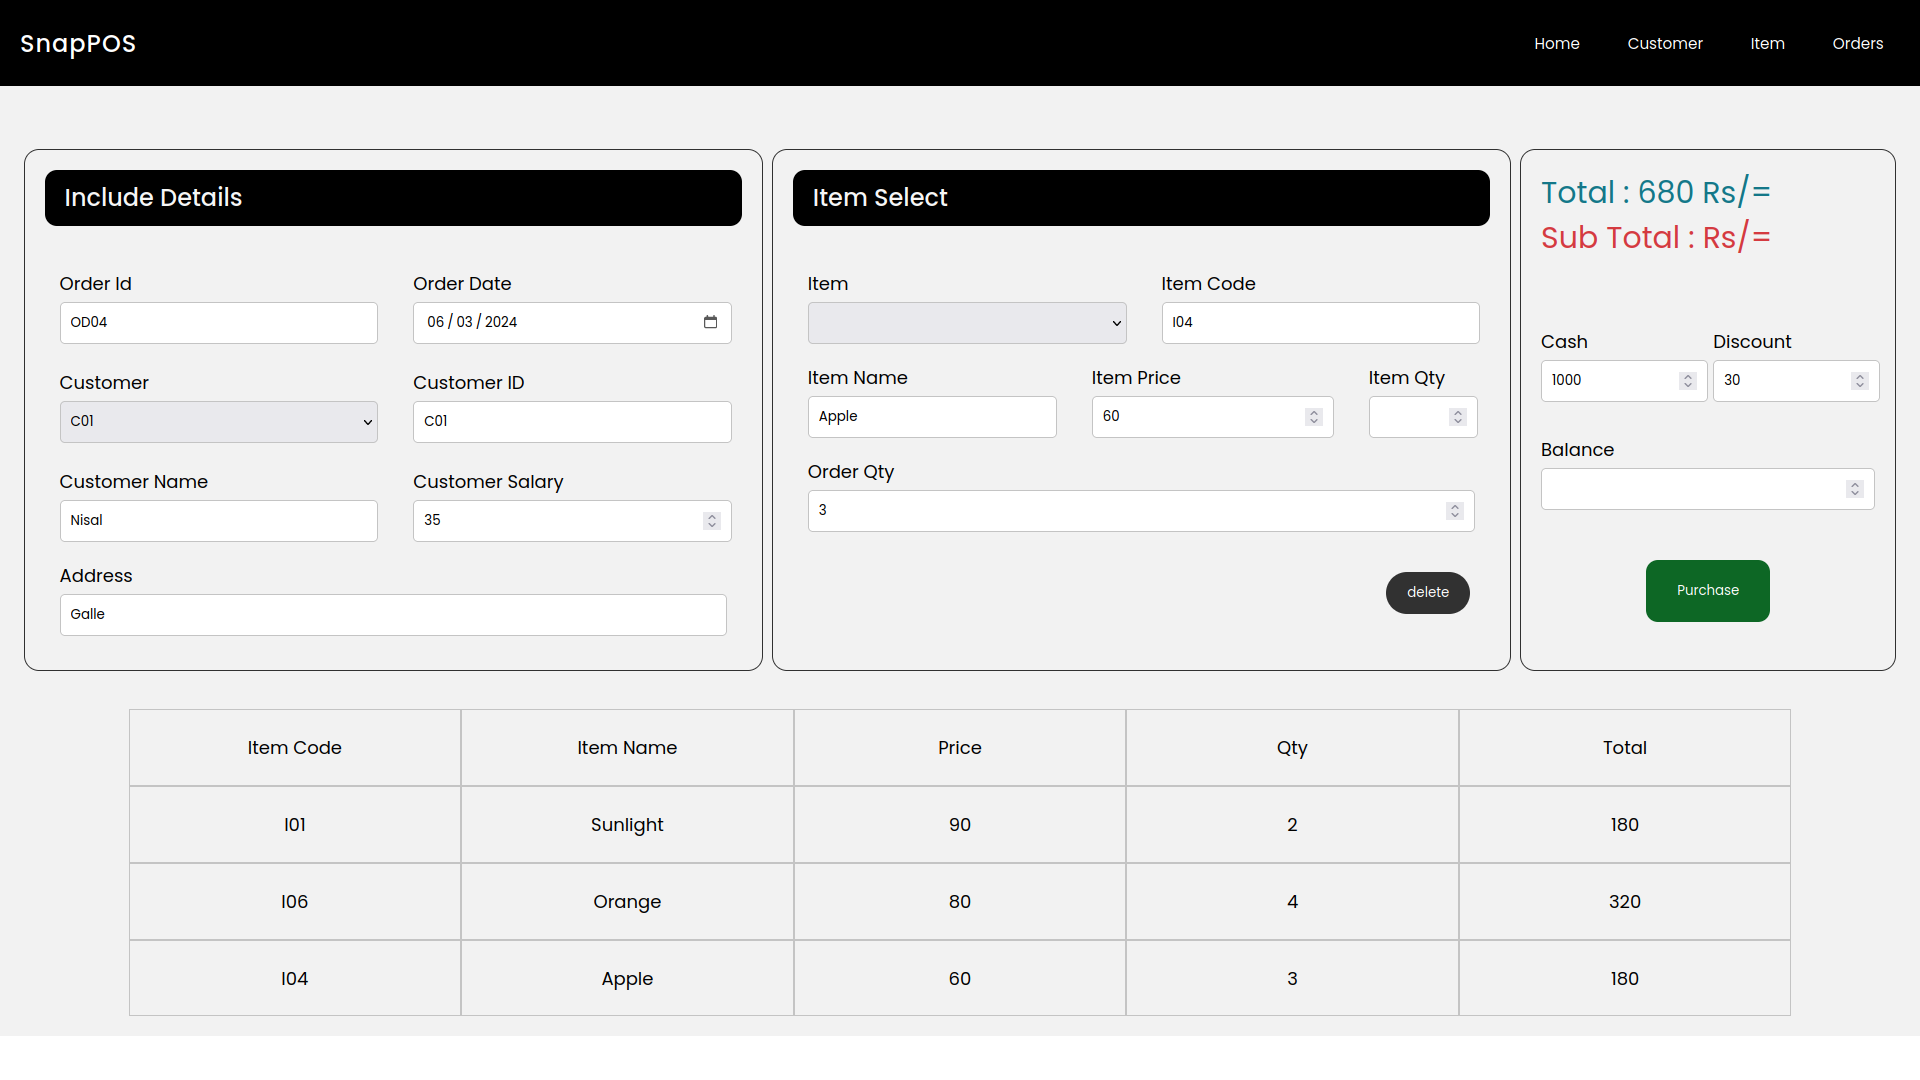 SnapPOS
Home Customer Item Orders
Include Details
Order Id Order Date
OD04 06 / 03 / 2024
Customer Customer ID
C01 C01
Customer Name Customer Salary
Nisal 35
Address
Galle
Item Select
Item Item Code
I04
Item Name Item Price Item Qty
Apple 60
Order Qty
3
delete
Total : 680 Rs/=
Sub Total : Rs/=
Cash Discount
1000 30
Balance
Purchase
Item Code Item Name Price Qty Total
I01 Sunlight 90 2 180
I06 Orange 80 4 320
I04 Apple 60 3 180